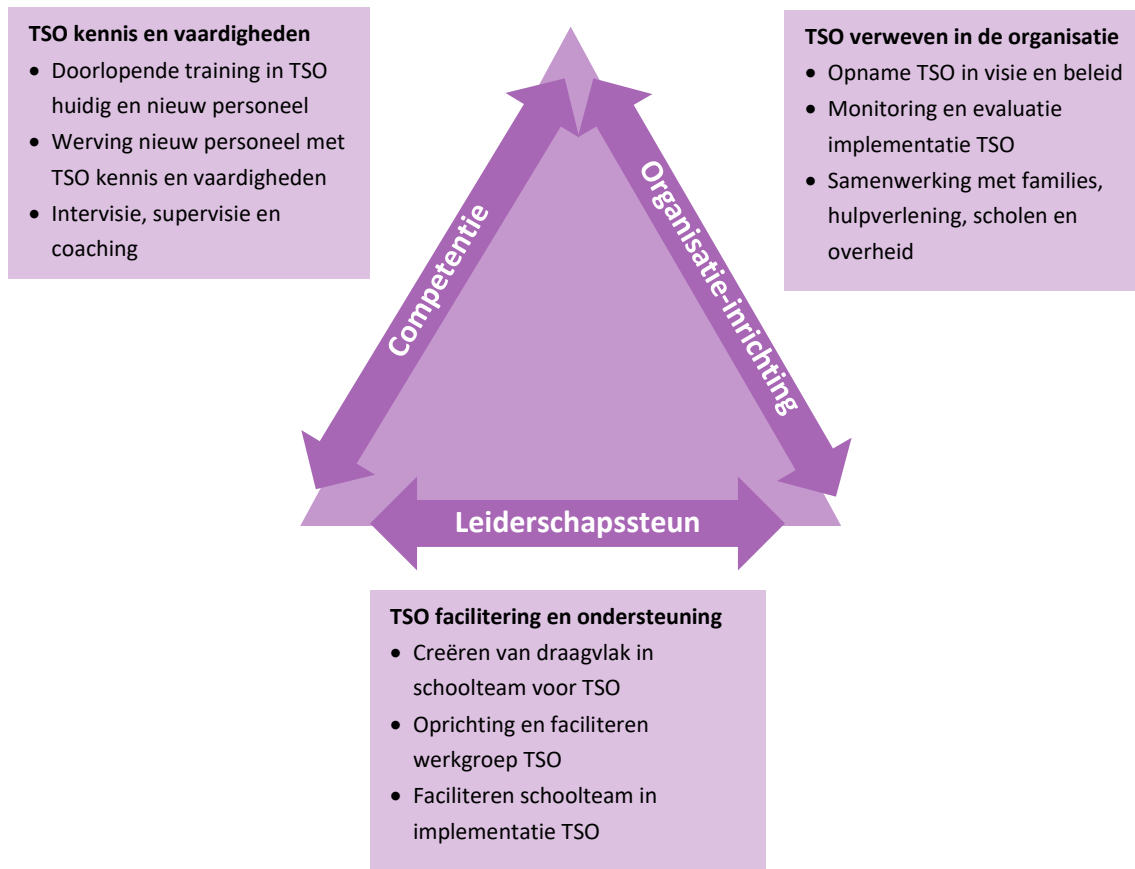 TSO kennis en vaardigheden
• Doorlopende training in TSO
huidig en nieuw personeel
• Werving nieuw personeel met
TSO kennis en vaardigheden
• Intervisie, supervisie en
coaching
TSO verweven in de organisatie
• Opname TSO in visie en beleid
• Monitoring en evaluatie
implementatie TSO
• Samenwerking met families,
hulpverlening, scholen en
overheid
Competentie
Organisatie-inrichting
Leiderschapssteun
TSO facilitering en ondersteuning
• Creëren van draagvlak in
schoolteam voor TSO
• Oprichting en faciliteren
werkgroep TSO
• Faciliteren schoolteam in
implementatie TSO